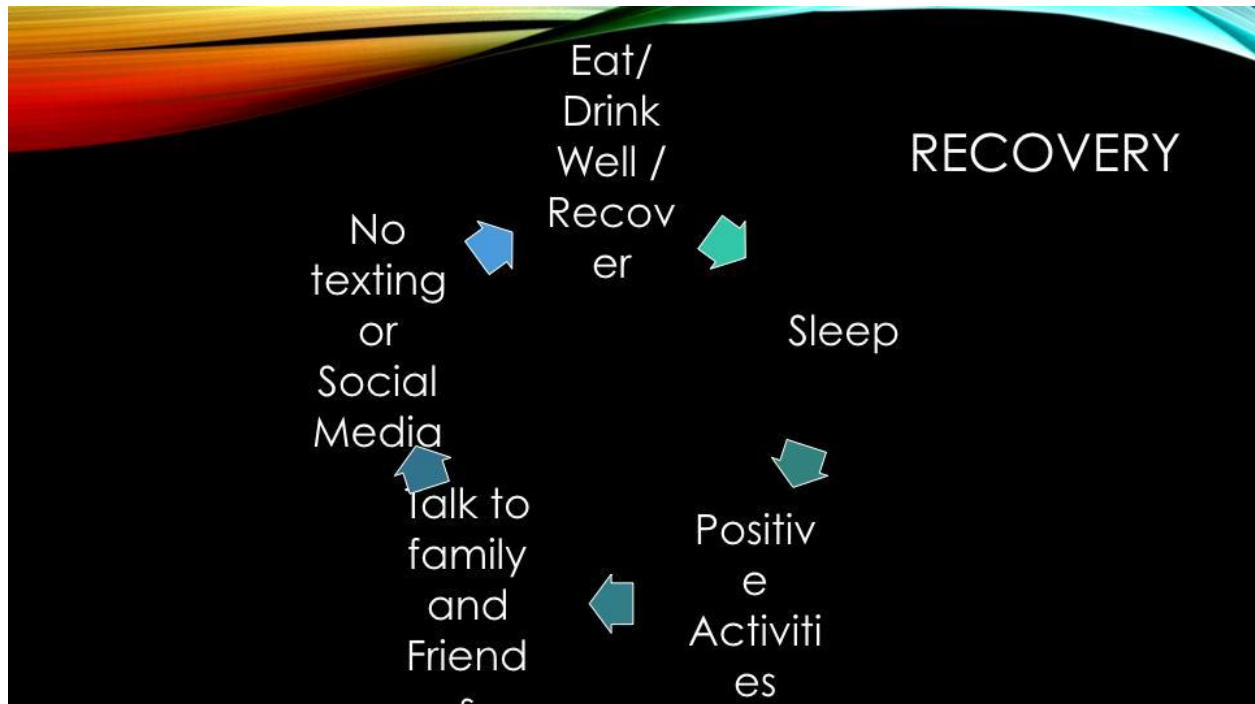 RECOVERY
Eat/
Drink
Well /
Recov
er
Sleep
Positiv
e
Activiti
es
Talk to
family
and
Friend
s
No
texting
or
Social
Media